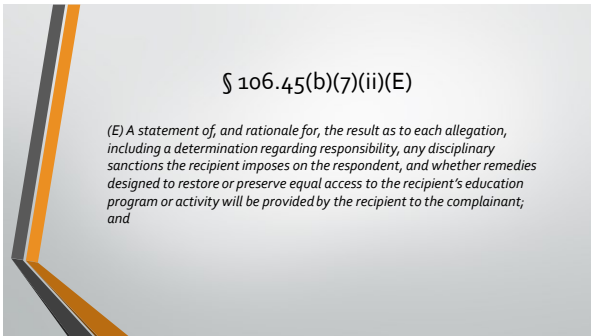 § 106.45(b)(7)(ii)(E)
(E) A statement of, and rationale for, the result as to each allegation,
including a determination regarding responsibility, any disciplinary
sanctions the recipient imposes on the respondent, and whether remedies
designed to restore or preserve equal access to the recipient's education
program or activity will be provided by the recipient to the complainant;
and